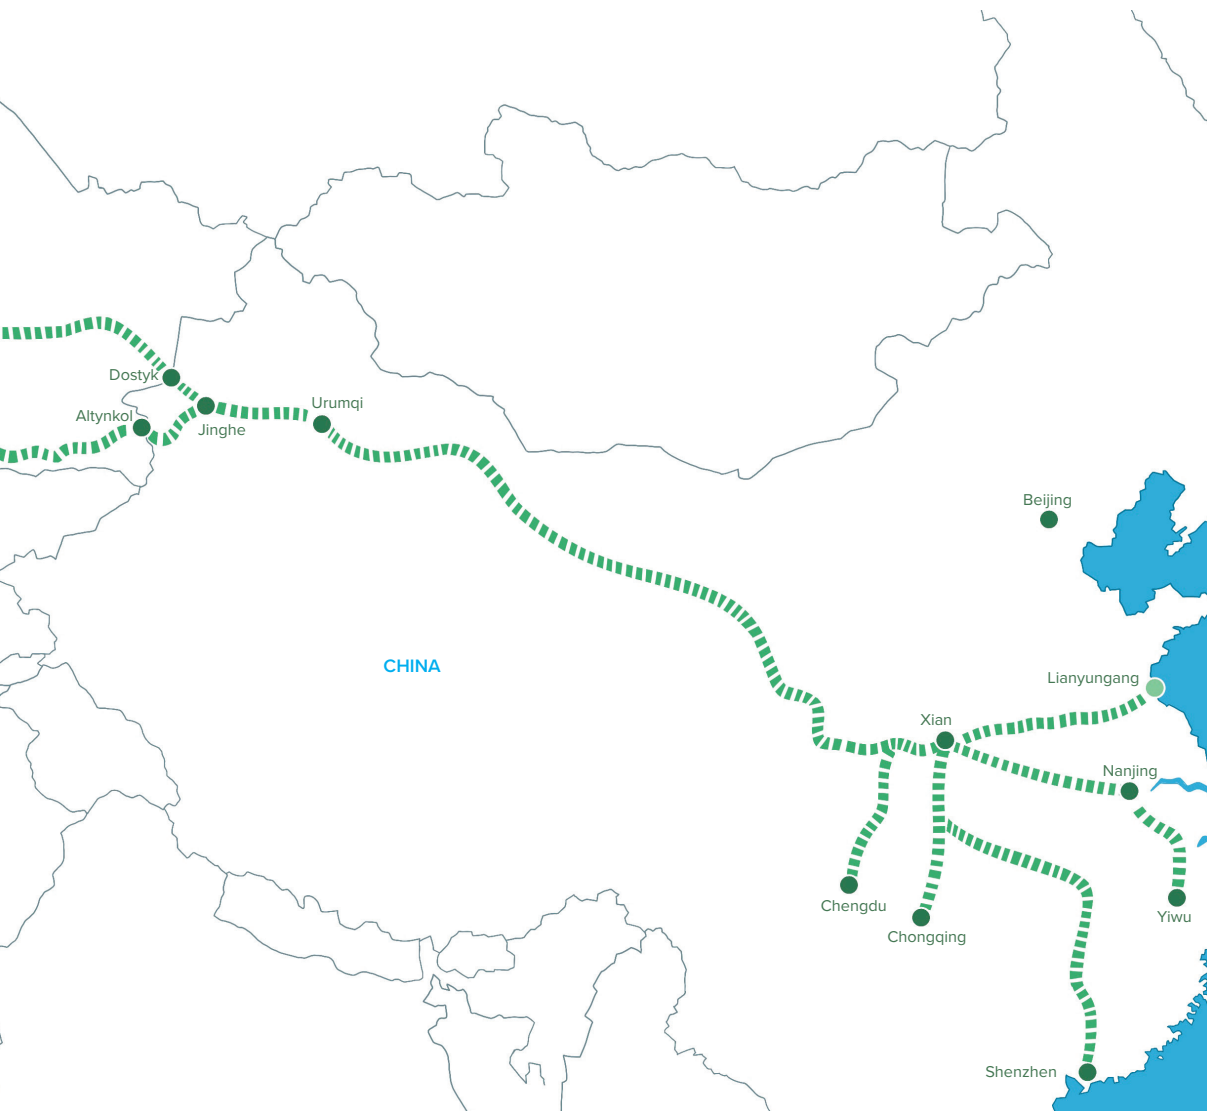 Dostyk
Urumqi
Altynkol
Jinghe
Beijing
CHINA
Lianyungang
Xian
Nanjing
Chengdu
Yiwu
Chongqing
Shenzhen